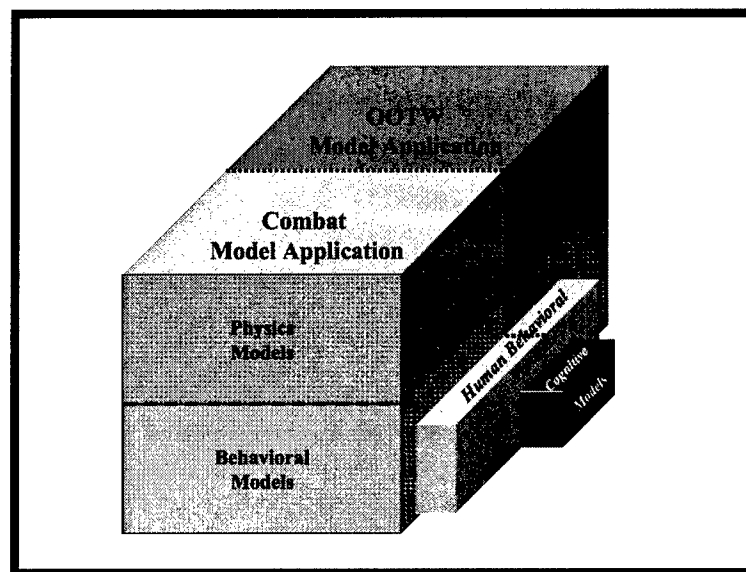 OOTW
Model Application
Combat
Model Application
Physics
Models
Human Behavioral
Cognitive
Models
Behavioral
Models